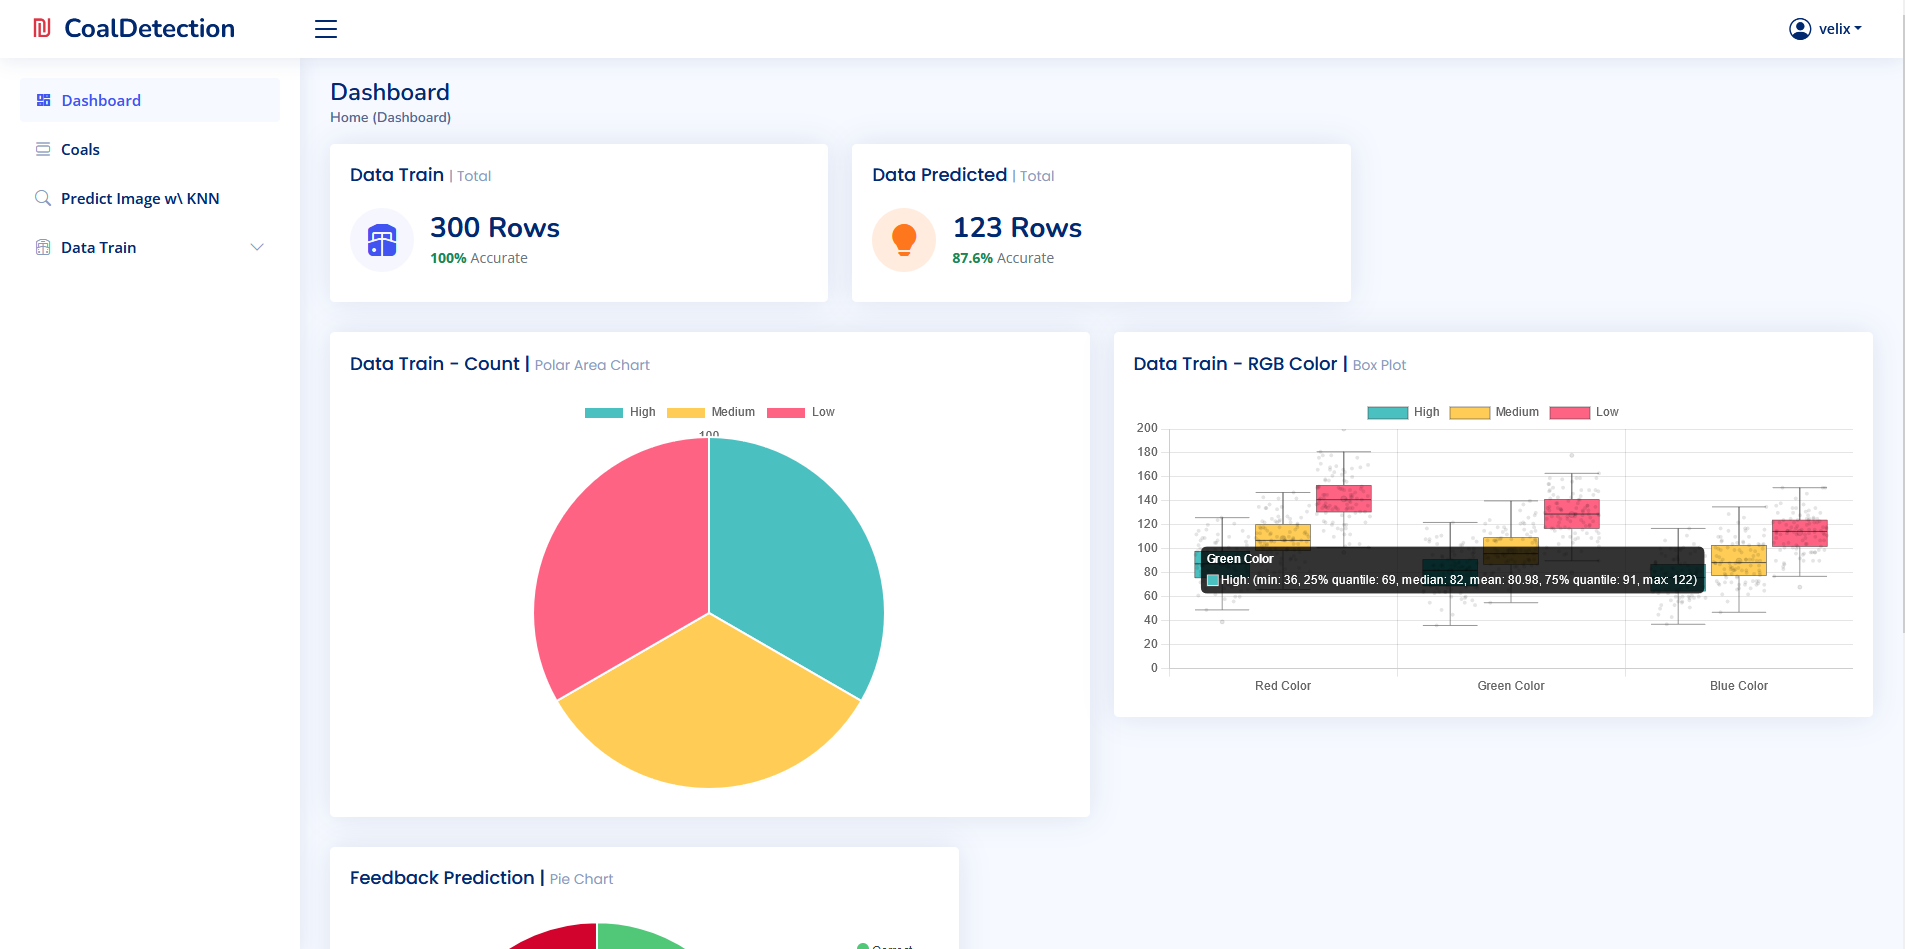 CoalDetection
velix
Dashboard
Coals
Predict Image w\ KNN
Data Train
Dashboard
Home (Dashboard)
Data Train | Total
300 Rows
100% Accurate
Data Predicted | Total
123 Rows
87.6% Accurate
Data Train - Count | Polar Area Chart
High Medium Low
100
Data Train - RGB Color | Box Plot
High Medium Low
200
180
160
140
120
100
80
60
40
20
0
Green Color
High: (min: 36, 25% quantile: 69, median: 82, mean: 80.98, 75% quantile: 91, max: 122)
Red Color Green Color Blue Color
Feedback Prediction | Pie Chart